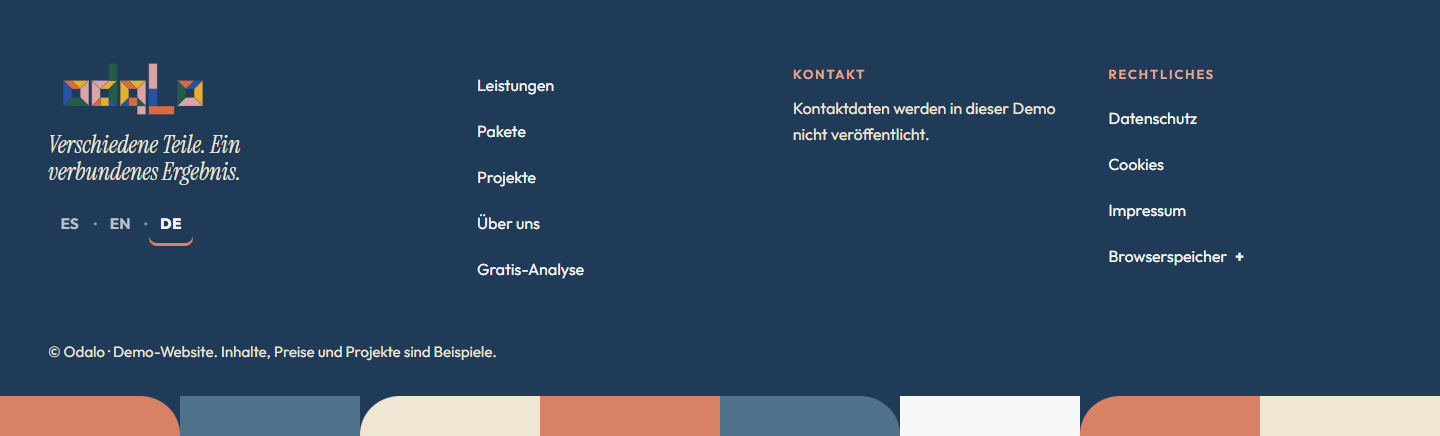 odalo
Verschiedene Teile. Ein
verbundenes Ergebnis.
ES · EN · DE
Leistungen
Pakete
Projekte
Über uns
Gratis-Analyse
KONTAKT
Kontaktdaten werden in dieser Demo
nicht veröffentlicht.
RECHTLICHES
Datenschutz
Cookies
Impressum
Browserspeicher +
© Odalo · Demo-Website. Inhalte, Preise und Projekte sind Beispiele.